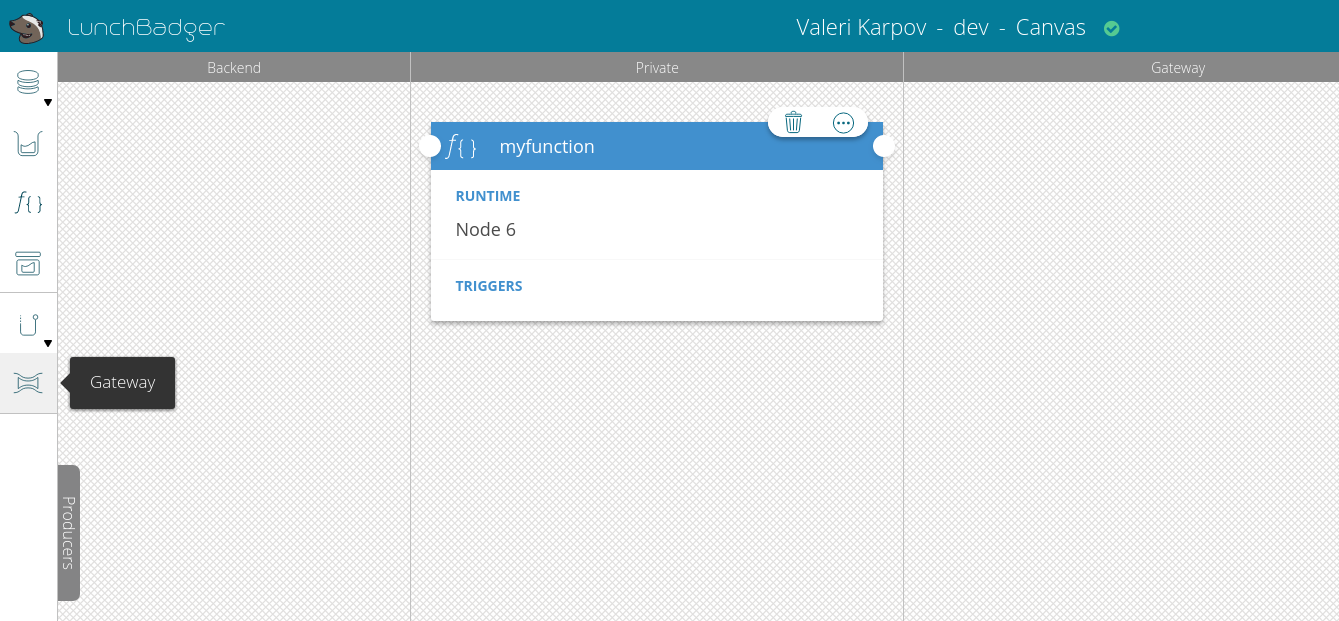 LunchBadger
Valeri Karpov - dev - Canvas
Backend
Private
Gateway
f{ }
myfunction
RUNTIME
Node 6
TRIGGERS
f{ }
Gateway
Producers